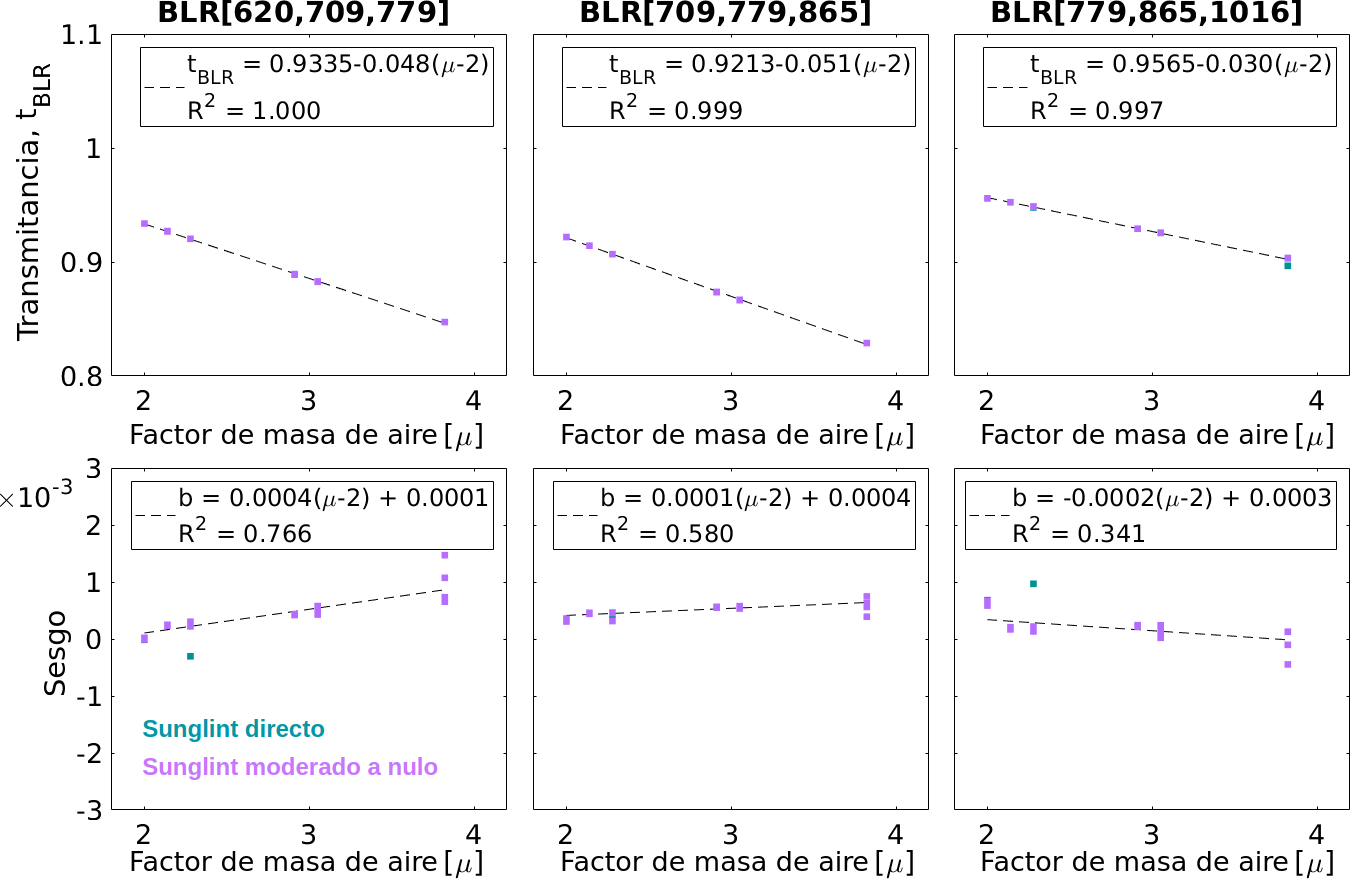 BLR[620,709,779]
BLR[709,779,865]
BLR[779,865,1016]
Transmitancia, t_BLR
1.1
1
0.9
0.8
t_BLR = 0.9335-0.048(μ-2)
R² = 1.000
t_BLR = 0.9213-0.051(μ-2)
R² = 0.999
t_BLR = 0.9565-0.030(μ-2)
R² = 0.997
2 3 4
2 3 4
2 3 4
Factor de masa de aire [μ]
Factor de masa de aire [μ]
Factor de masa de aire [μ]
×10⁻³
Sesgo
3
2
1
0
-1
-2
-3
b = 0.0004(μ-2) + 0.0001
R² = 0.766
b = 0.0001(μ-2) + 0.0004
R² = 0.580
b = -0.0002(μ-2) + 0.0003
R² = 0.341
Sunglint directo
Sunglint moderado a nulo
2 3 4
2 3 4
2 3 4
Factor de masa de aire [μ]
Factor de masa de aire [μ]
Factor de masa de aire [μ]